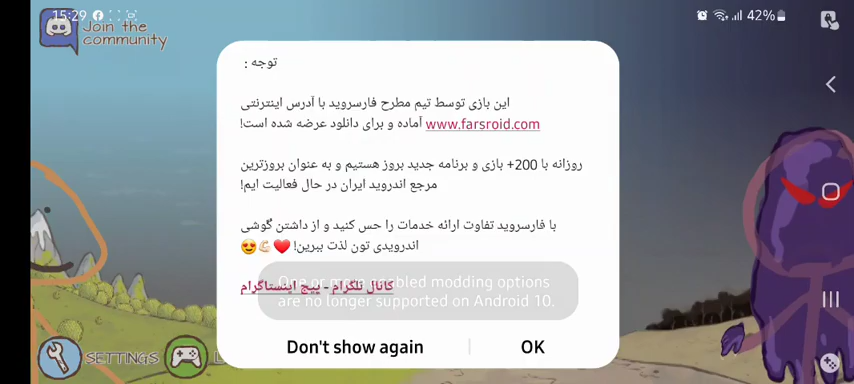 15:29
42%
Join the
community
توجه :
این بازی توسط تیم مطرح فارسروید با آدرس اینترنتی
www.farsroid.com آماده و برای دانلود عرضه شده است!
روزانه با 200+ بازی و برنامه جدید بروز هستیم و به عنوان بروزترین
مرجع اندروید ایران در حال فعالیت ایم!
با فارسروید تفاوت ارائه خدمات را حس کنید و از داشتن گوشی
اندرویدی تون لذت ببرین! ❤️💪🏻😍
کانال تلگرام - پیج اینستاگرام
One or more enabled modding options
are no longer supported on Android 10.
Don't show again
OK
SETTINGS